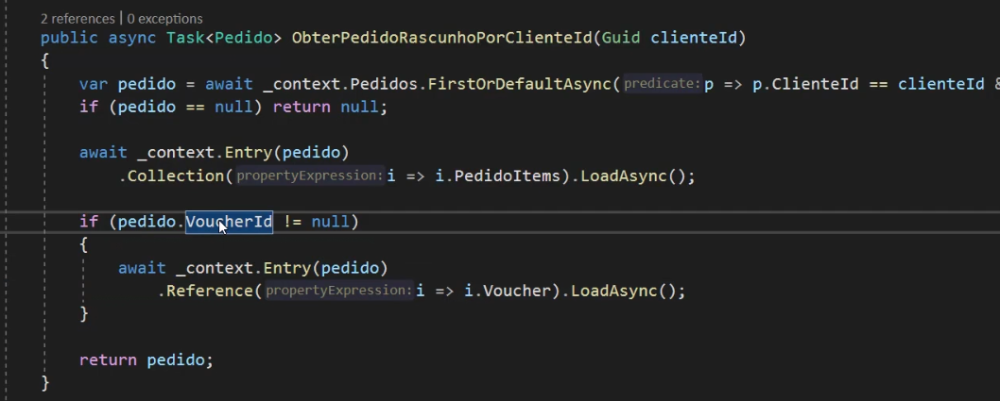 2 references | 0 exceptions
public async Task<Pedido> ObterPedidoRascunhoPorClienteId(Guid clienteId)
{
var pedido = await _context.Pedidos.FirstOrDefaultAsync(predicate: p => p.ClienteId == clienteId &
if (pedido == null) return null;
await _context.Entry(pedido)
.Collection(propertyExpression: i => i.PedidoItems).LoadAsync();
if (pedido.VoucherId != null)
{
await _context.Entry(pedido)
.Reference(propertyExpression: i => i.Voucher).LoadAsync();
}
return pedido;
}